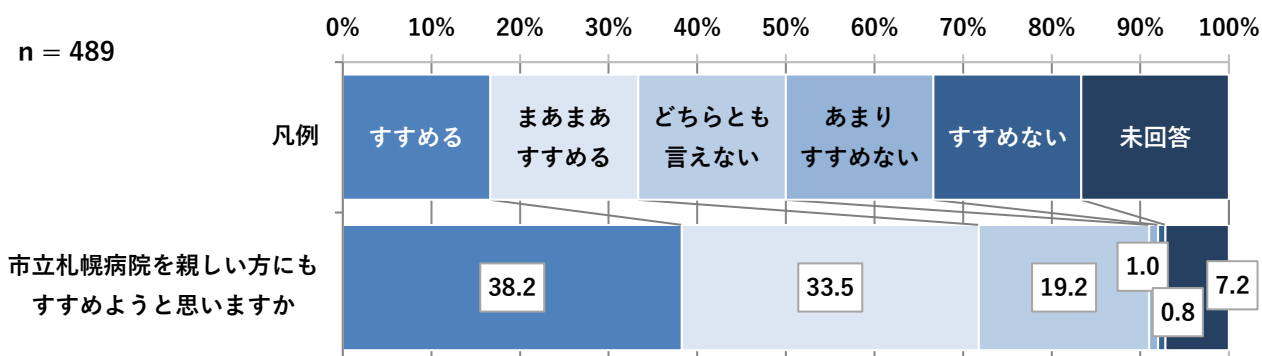 0% 10% 20% 30% 40% 50% 60% 70% 80% 90% 100%
n = 489
凡例
すすめる
まあまあ
すすめる
どちらとも
言えない
あまり
すすめない
すすめない
未回答
市立札幌病院を親しい方にも
すすめようと思いますか
38.2
33.5
19.2
1.0
0.8
7.2